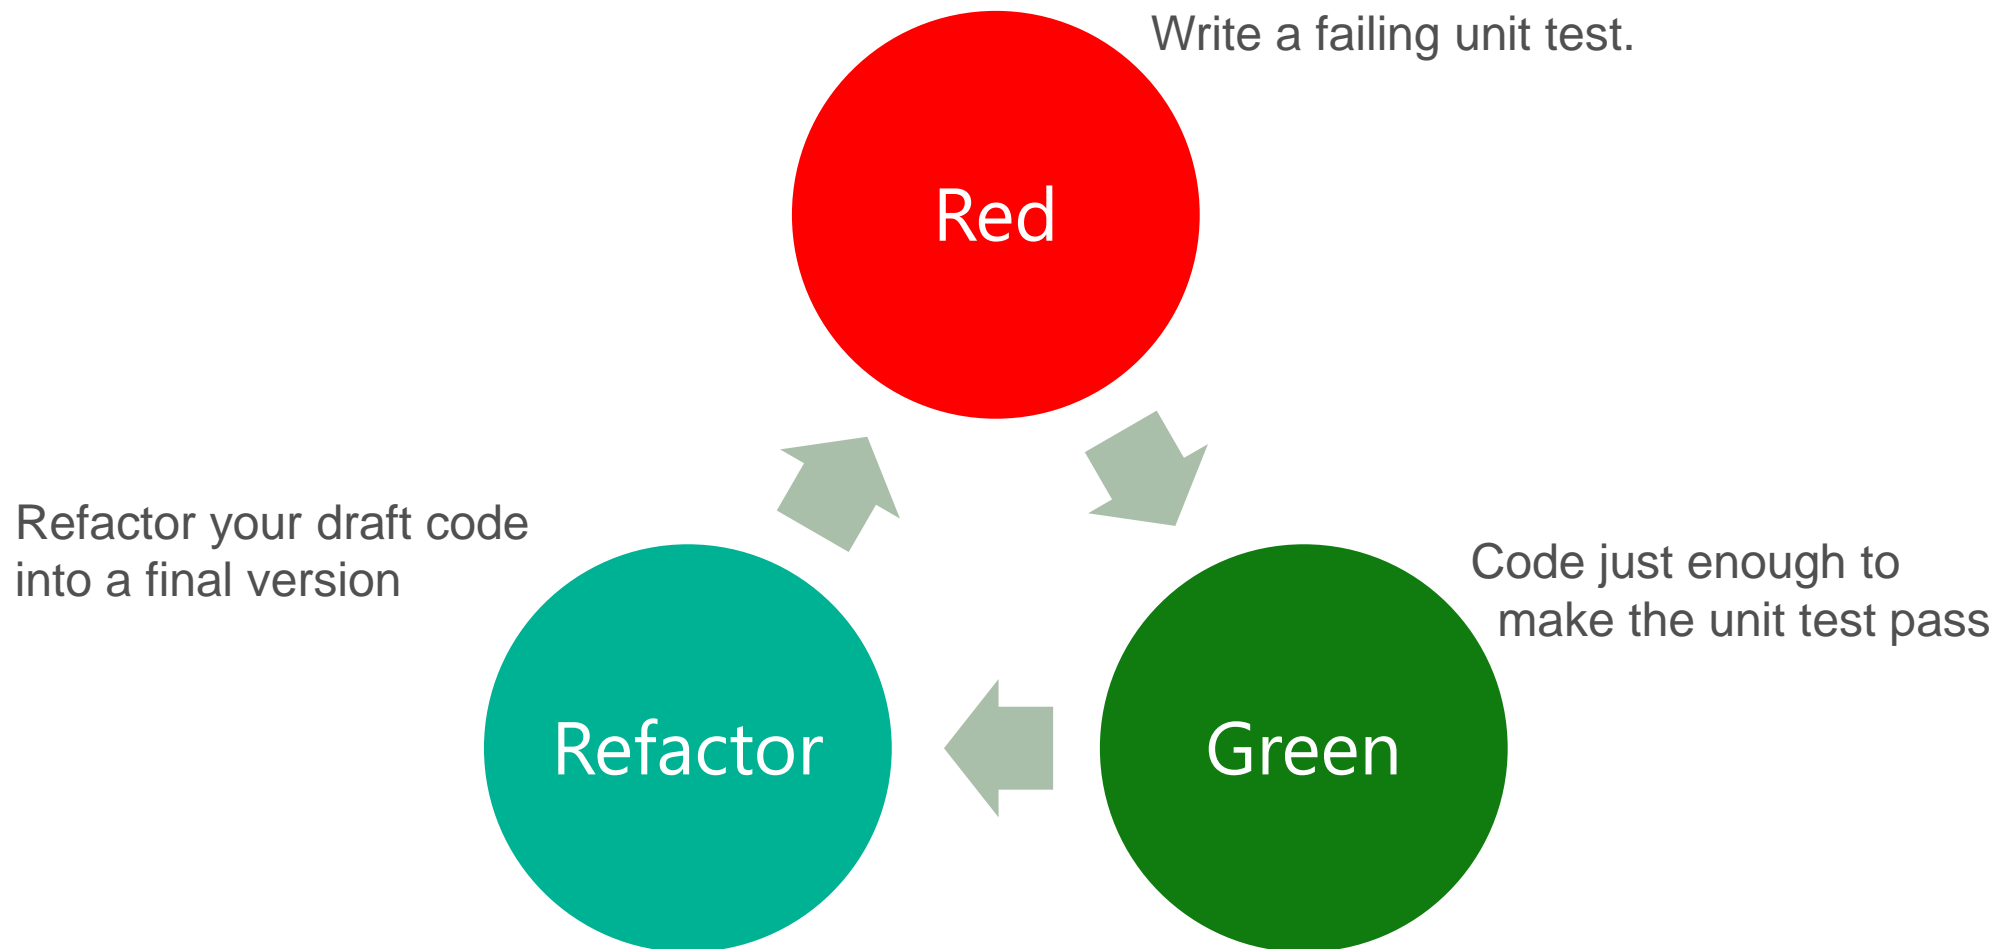 Write a failing unit test.
Red
Refactor your draft code
into a final version
Code just enough to
make the unit test pass
Refactor
Green